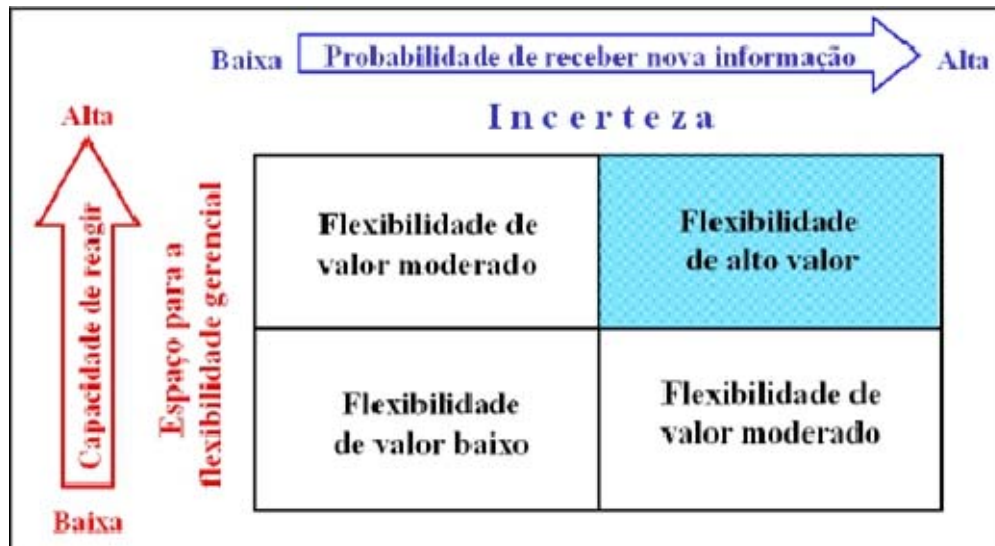 Baixa Probabilidade de receber nova informação Alta
Incerteza
Alta
Capacidade de reagir
Baixa
Espaço para a
flexibilidade gerencial
Flexibilidade de
valor moderado
Flexibilidade
de alto valor
Flexibilidade
de valor baixo
Flexibilidade de
valor moderado